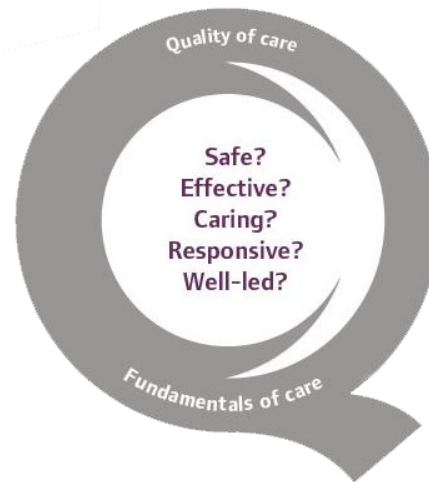 Quality of care
Safe?
Effective?
Caring?
Responsive?
Well-led?
Fundamentals of care